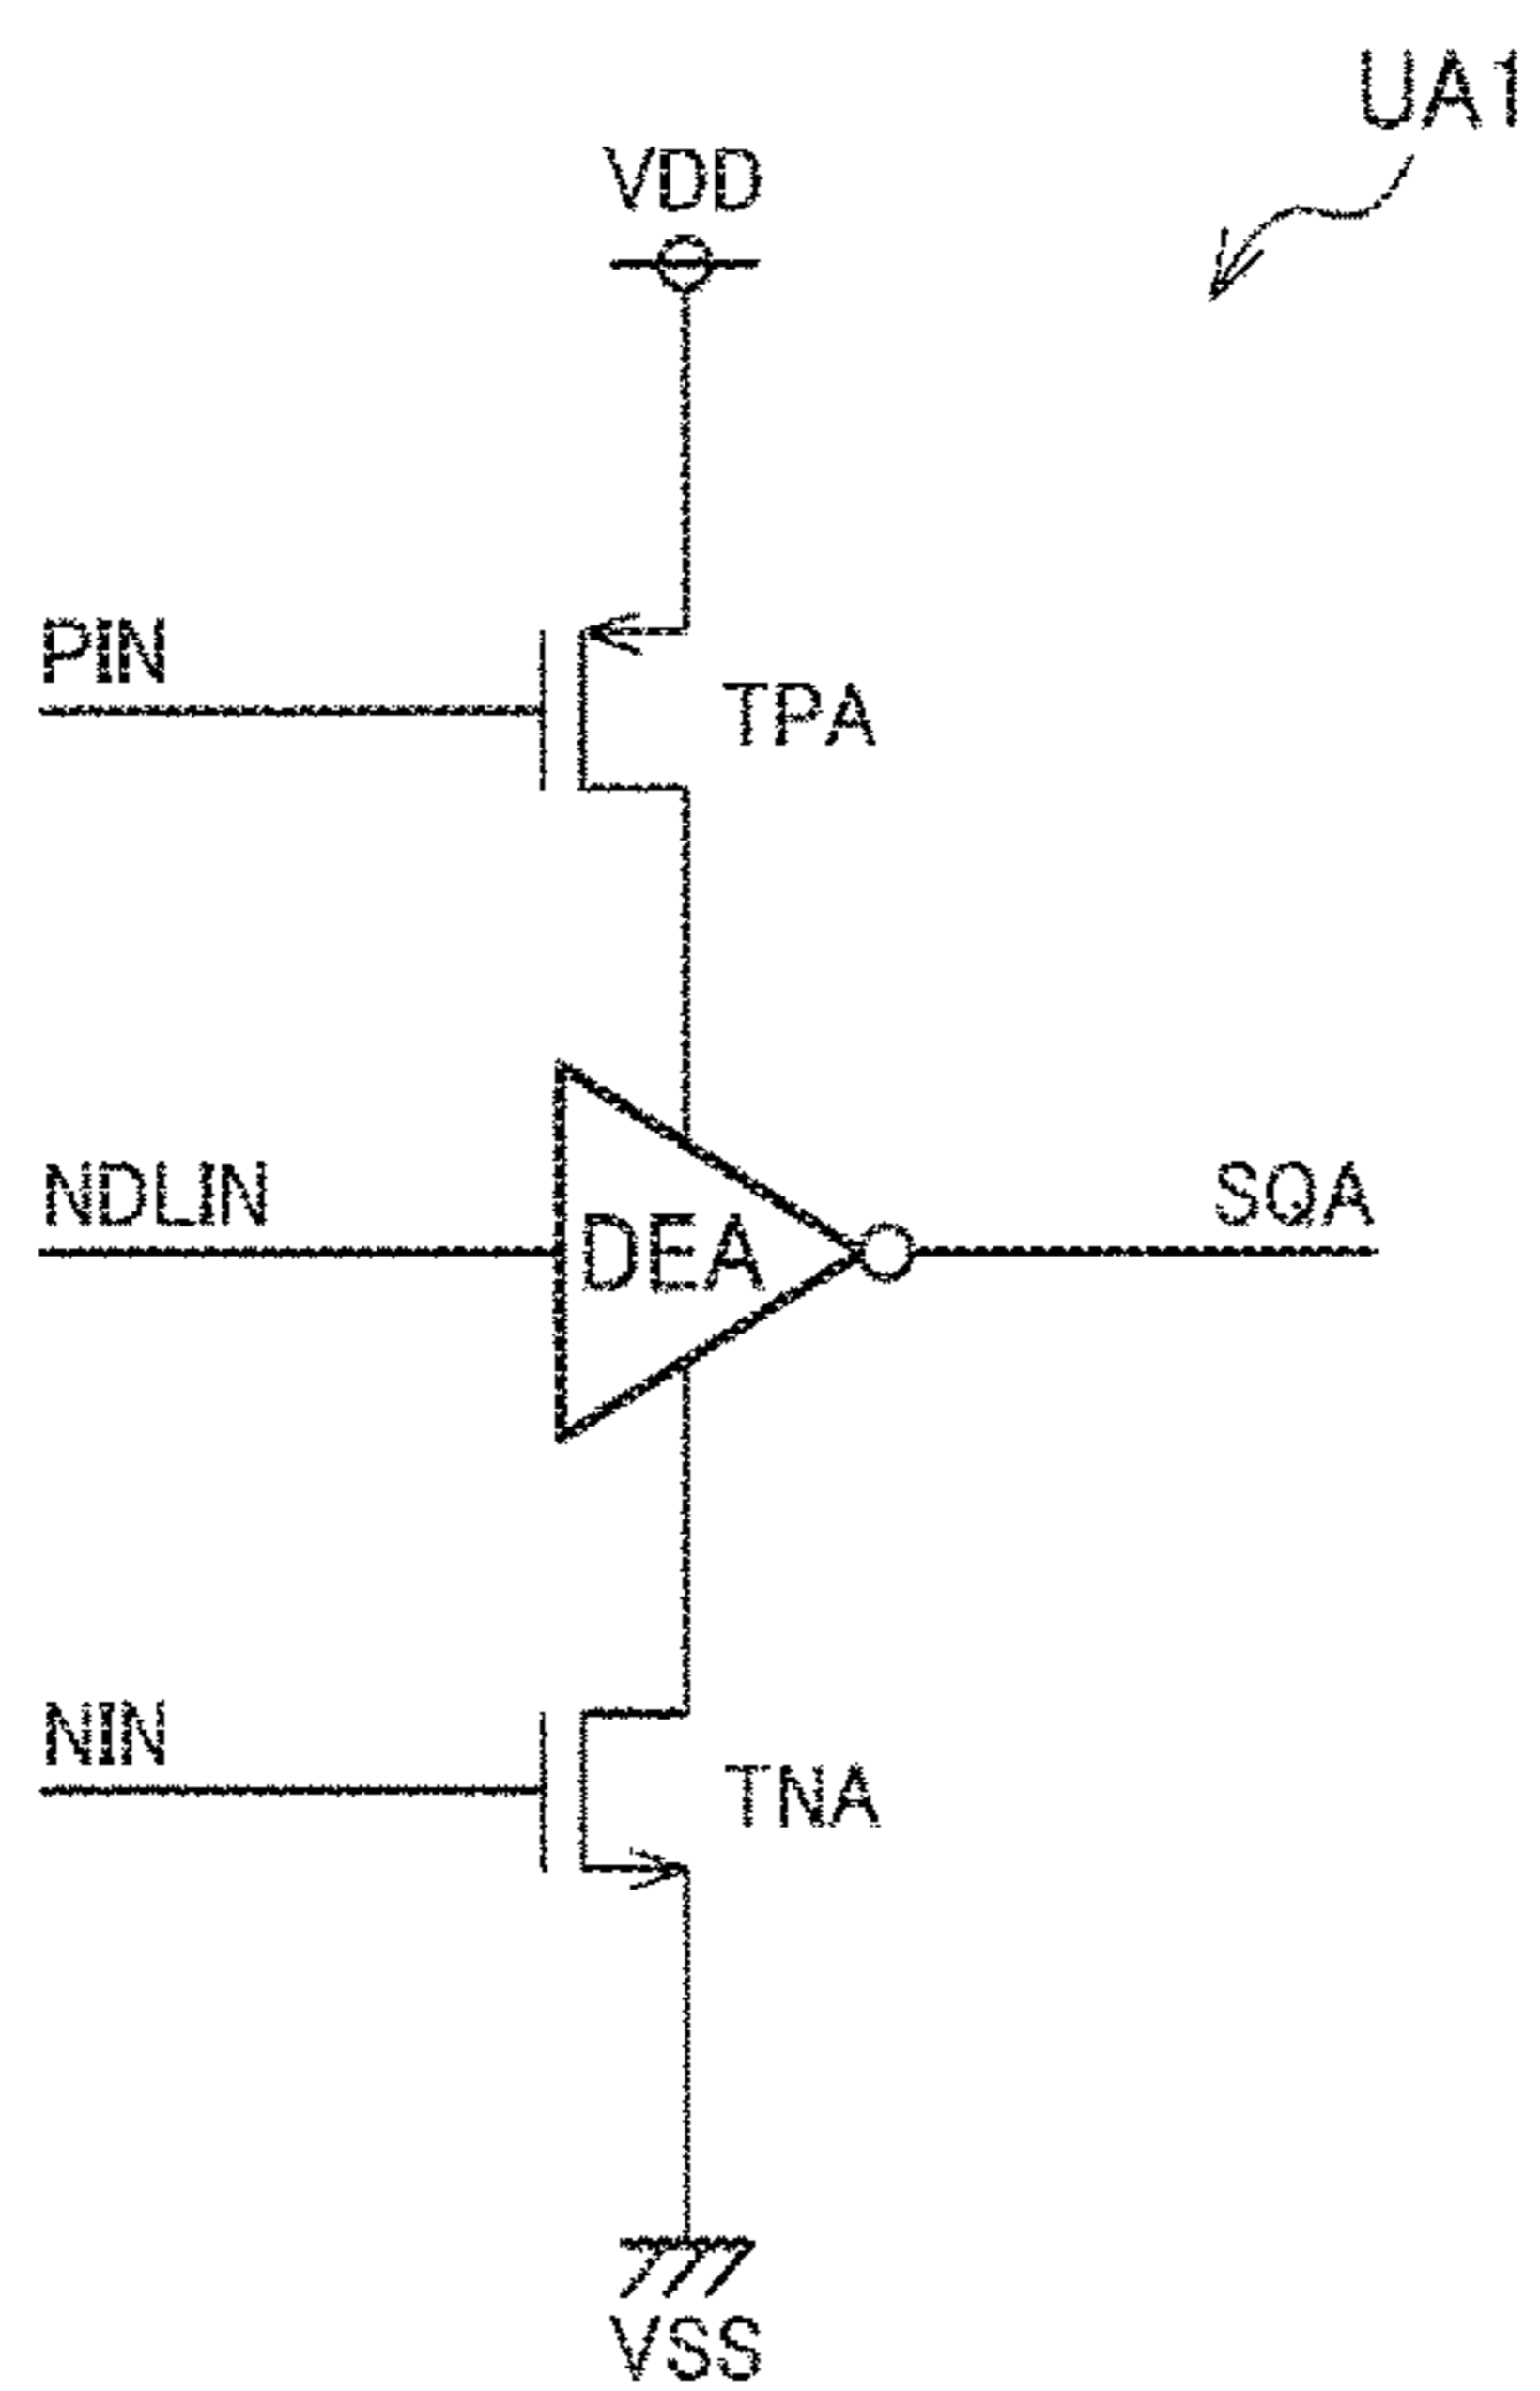 UA1
VDD
PIN
TPA
NDLIN
DEA
SQA
NIN
TNA
VSS